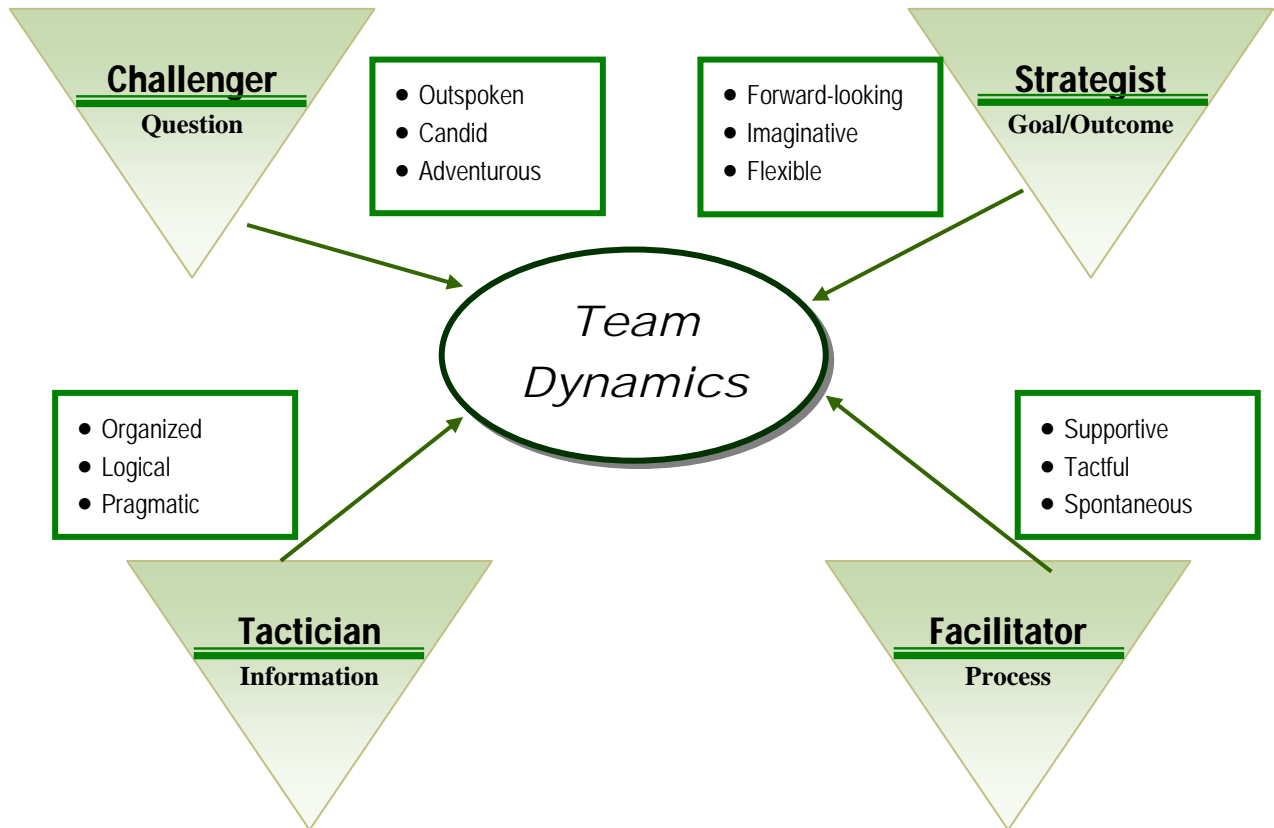 Challenger
Question
• Outspoken
• Candid
• Adventurous
• Forward-looking
• Imaginative
• Flexible
Strategist
Goal/Outcome
Team
Dynamics
• Organized
• Logical
• Pragmatic
• Supportive
• Tactful
• Spontaneous
Tactician
Information
Facilitator
Process